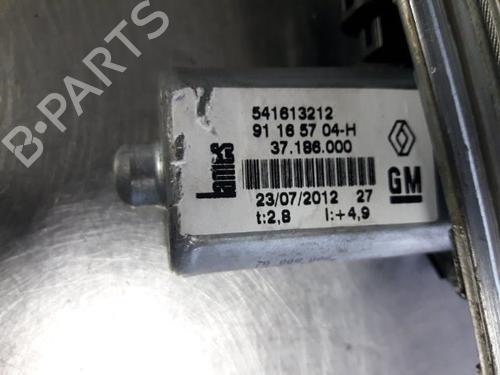 541613212
91 16 57 04-H
37.186.000
lames
23/07/2012 27
t:2,8 l:+4,9
GM
B-PARTS